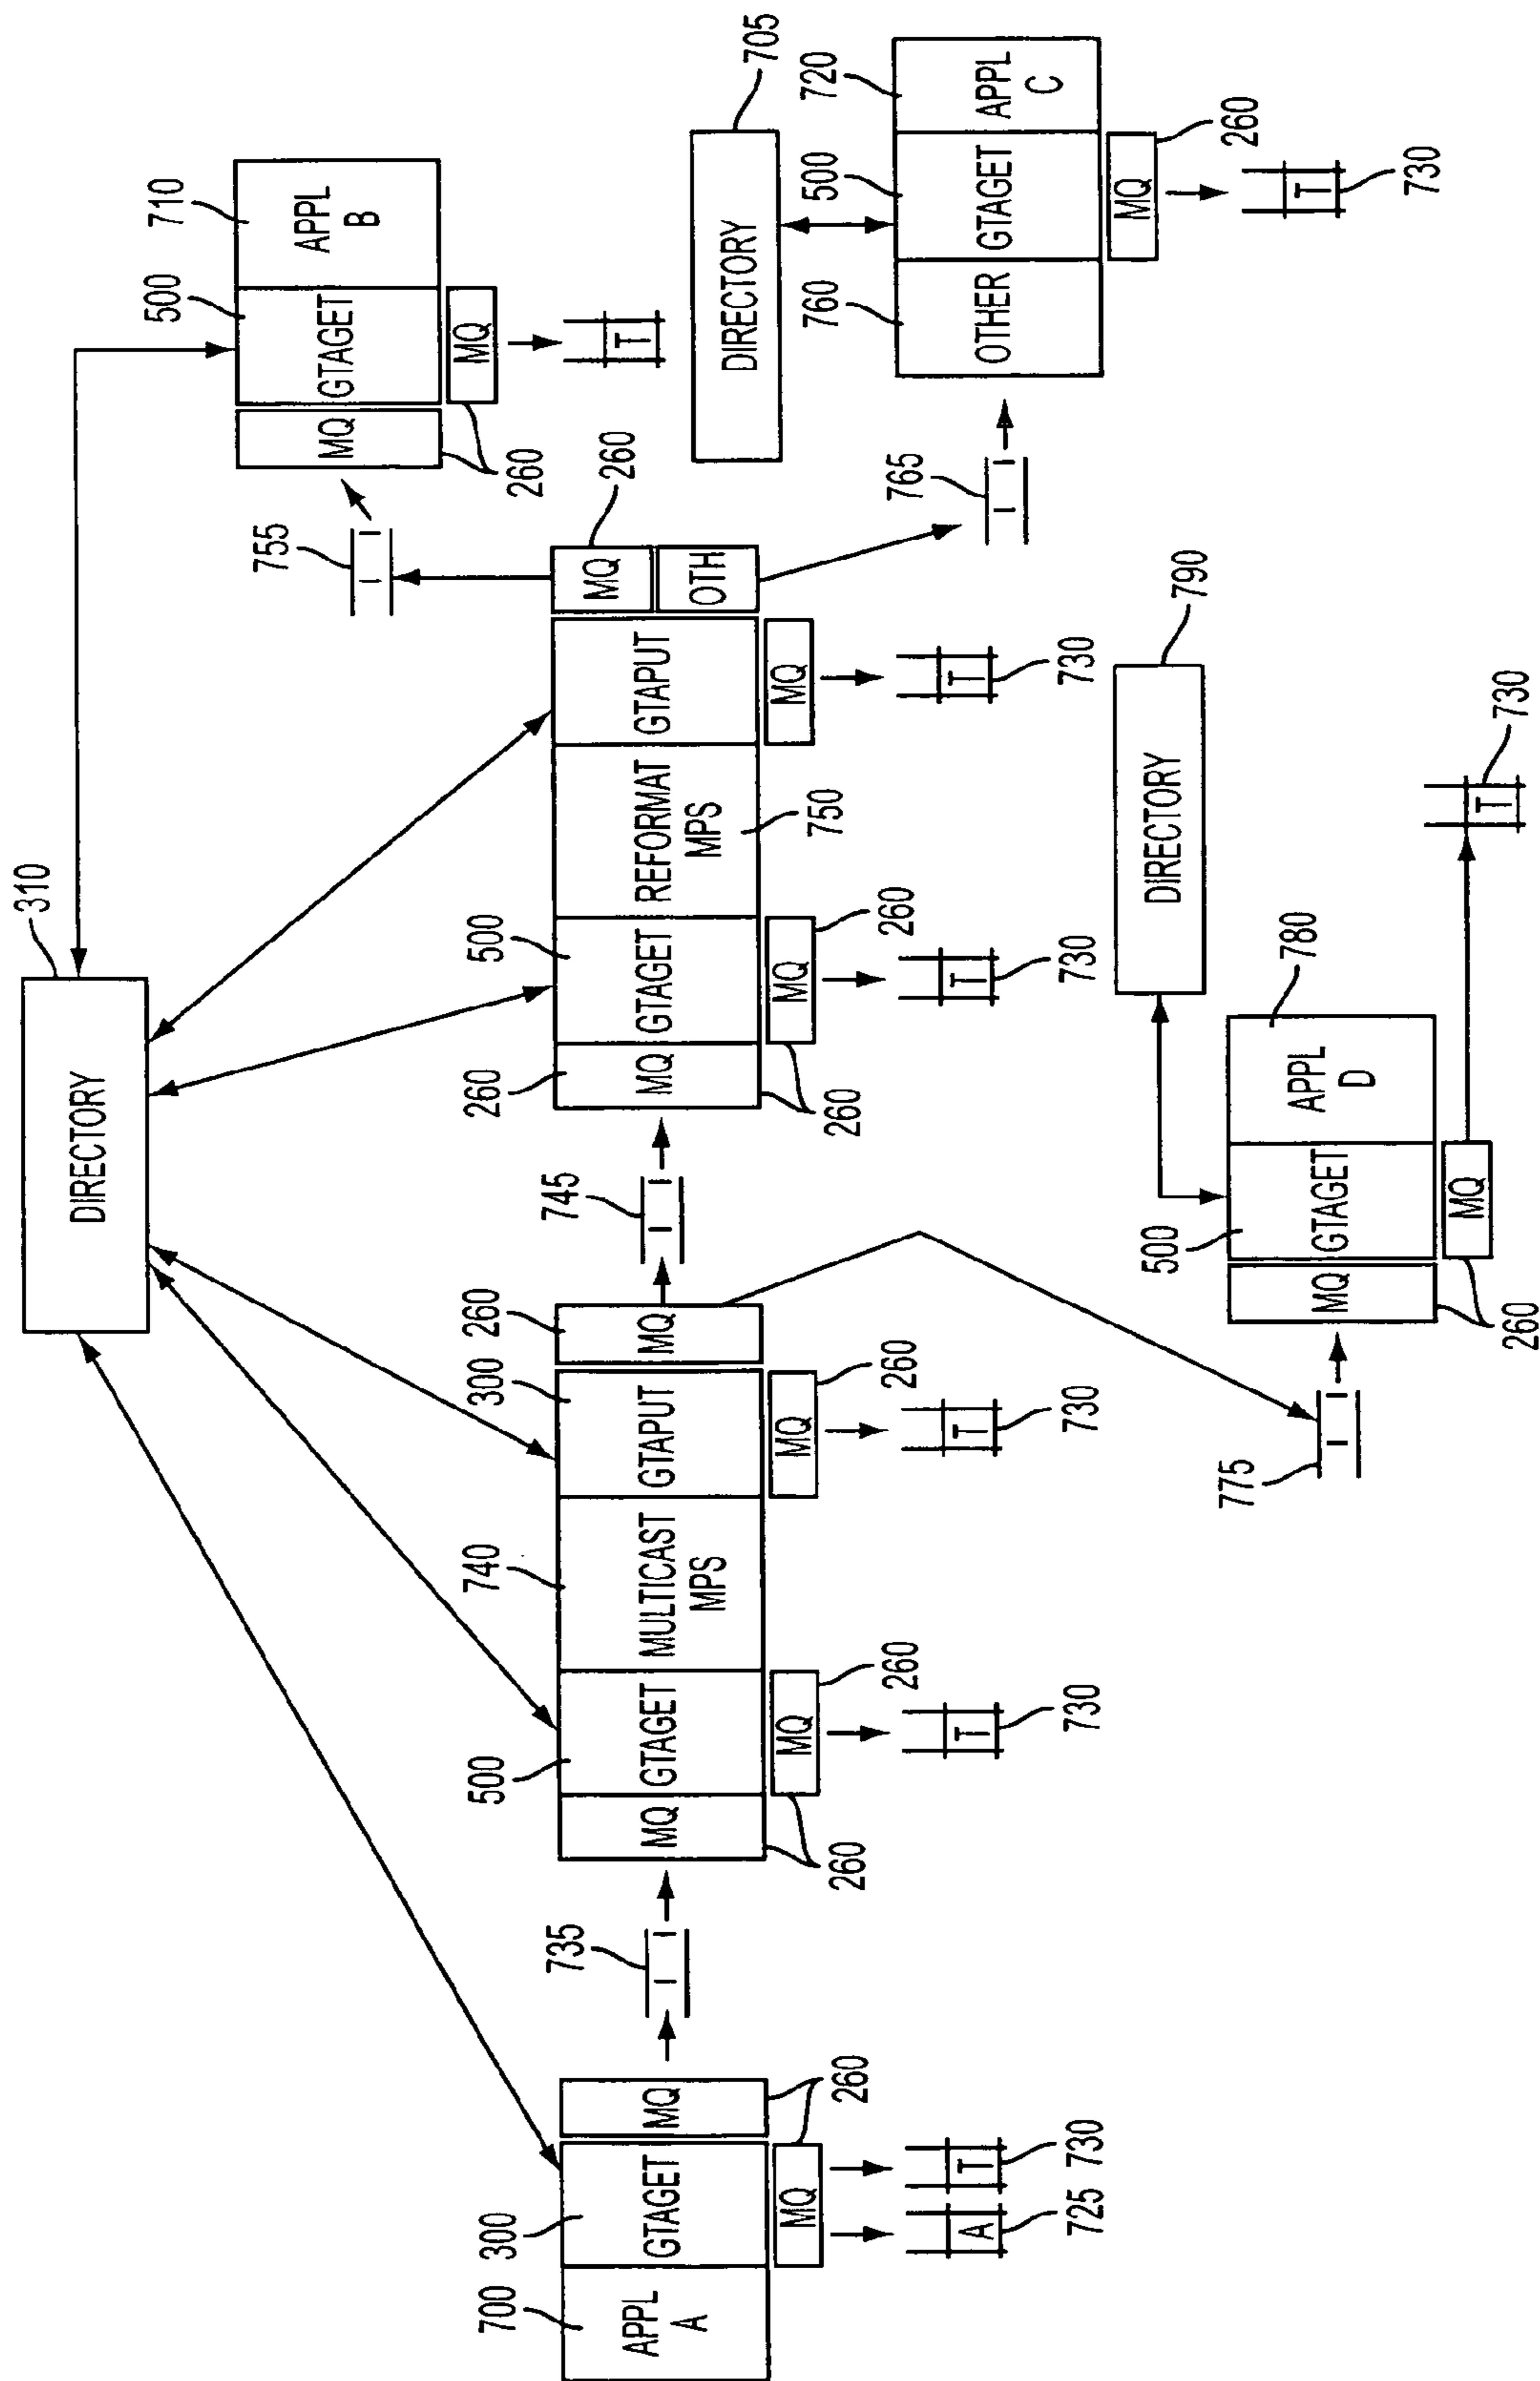 310
DIRECTORY
710
500
APPL
B
GTAGET
MQ
MQ
T
260
755
705
DIRECTORY
720
500
760
APPL
C
GTAGET
OTHER
MQ
260
T
730
765
I I
I I
260
MQ
OTH
GTAPUT
REFORMAT
MPS
750
500
GTAGET
260
MQ
260
MQ
T
730
MQ
260
T
730
745
I I
260
MQ
300
GTAPUT
740
MULTICAST
MPS
500
GTAGET
MQ
260
MQ
260
T
730
MQ
260
T
730
735
I I
MQ
260
300
GTAGET
700
APPL
A
MQ
T
730
A
725
790
DIRECTORY
780
APPL
D
500
GTAGET
MQ
MQ
260
T
730
775
I I